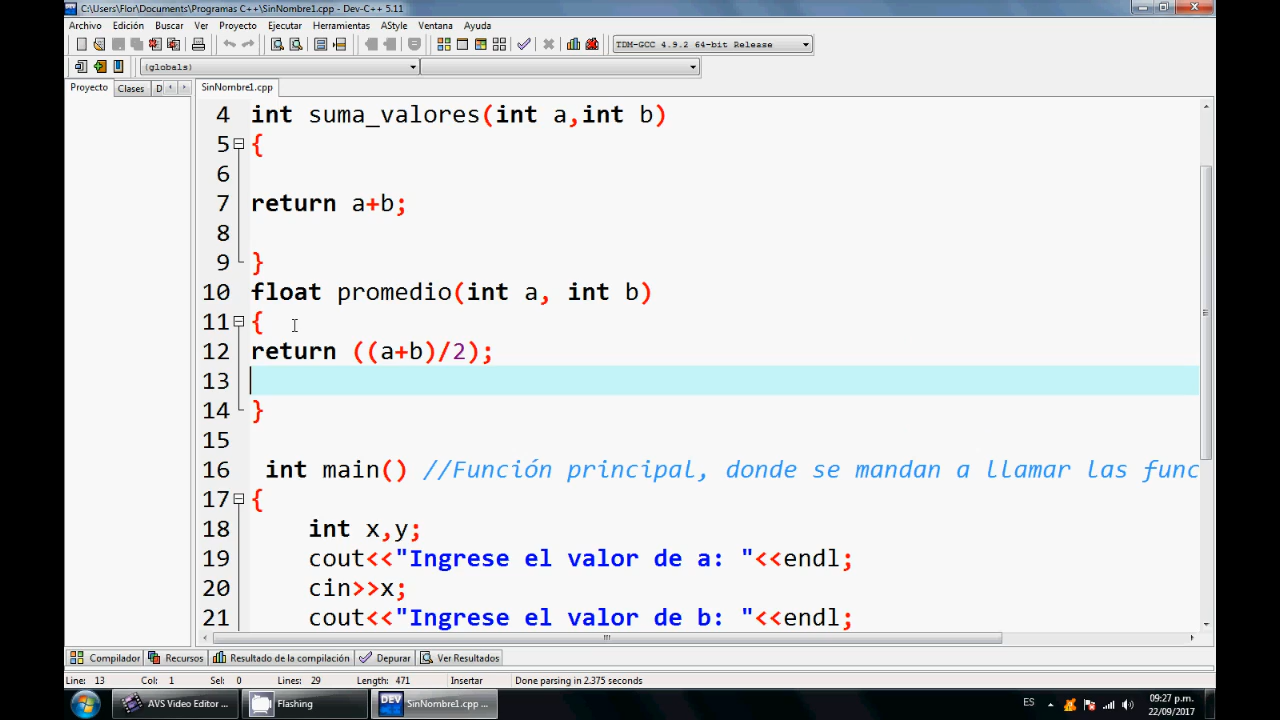 C:\Users\Flor\Documents\Programas C++\SinNombre1.cpp - Dev-C++ 5.11
Archivo Edición Buscar Ver Proyecto Ejecutar Herramientas AStyle Ventana Ayuda
TDM-GCC 4.9.2 64-bit Release
(globals)
Proyecto Clases D
SinNombre1.cpp
4 int suma_valores(int a,int b)
5 {
6
7 return a+b;
8
9 }
10 float promedio(int a, int b)
11 {
12 return ((a+b)/2);
13
14 }
15
16 int main() //Función principal, donde se mandan a llamar las func
17 {
18 int x,y;
19 cout<<"Ingrese el valor de a: "<<endl;
20 cin>>x;
21 cout<<"Ingrese el valor de b: "<<endl;
Compilador Recursos Resultado de la compilación Depurar Ver Resultados
Line: 13 Col: 1 Sel: 0 Lines: 29 Length: 471 Insertar Done parsing in 2.375 seconds
AVS Video Editor ... Flashing DEV SinNombre1.cpp - ... ES 09:27 p.m.
22/09/2017